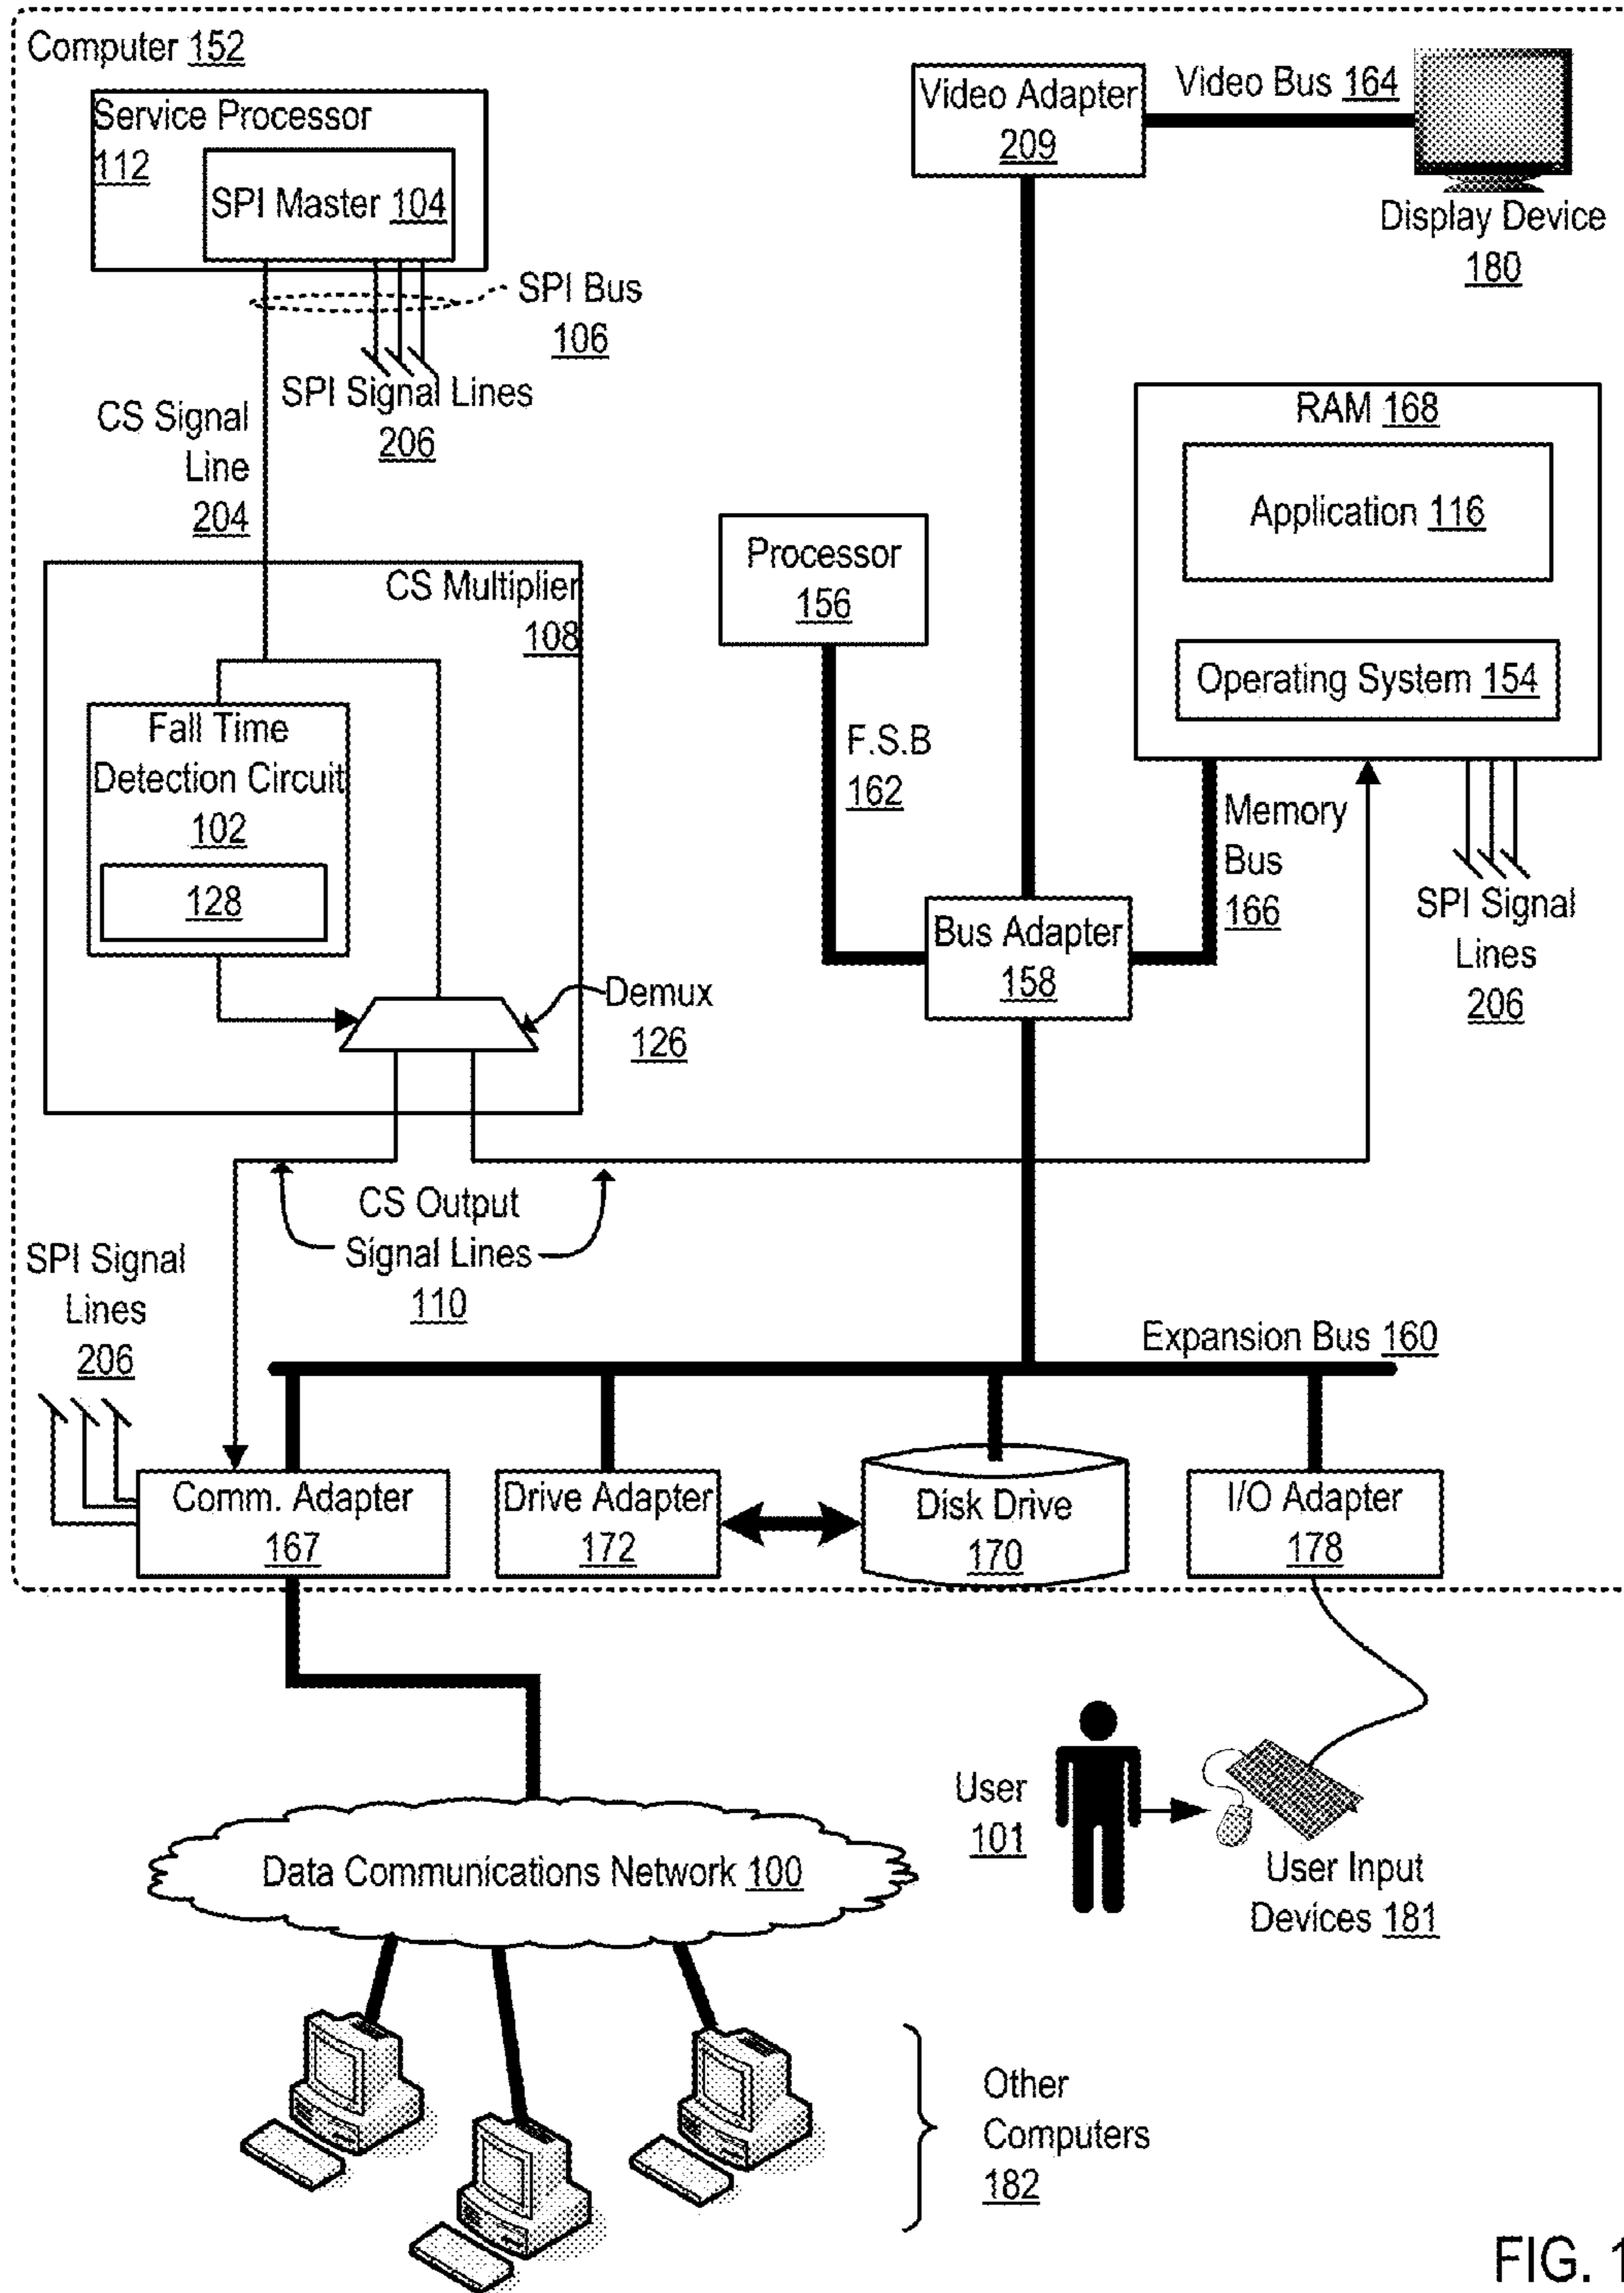 Computer 152
Service Processor
112
SPI Master 104
SPI Bus
106
SPI Signal Lines
206
CS Signal
Line
204
Video Adapter
209
Video Bus 164
Display Device
180
RAM 168
Application 116
Operating System 154
Processor
156
F.S.B
162
CS Multiplier
108
Fall Time
Detection Circuit
102
128
Demux
126
Bus Adapter
158
Memory
Bus
166
SPI Signal
Lines
206
CS Output
Signal Lines
110
SPI Signal
Lines
206
Expansion Bus 160
Comm. Adapter
167
Drive Adapter
172
Disk Drive
170
I/O Adapter
178
User
101
User Input
Devices 181
Data Communications Network 100
Other
Computers
182
FIG. 1